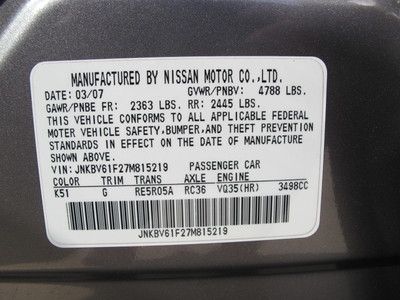 MANUFACTURED BY NISSAN MOTOR CO.,LTD.
DATE: 03/07 GVWR/PNBV: 4788 LBS.
GAWR/PNBE FR: 2363 LBS. RR: 2445 LBS.
THIS VEHICLE CONFORMS TO ALL APPLICABLE FEDERAL
MOTER VEHICLE SAFETY,BUMPER,AND THEFT PREVENTION
STANDARDS IN EFFECT ON THE DATE OF MANUFACTURE
SHOWN ABOVE.
VIN: JNKBV61F27M815219 PASSENGER CAR
COLOR TRIM TRANS AXLE ENGINE
K51 G RE5R05A RC36 VQ35(HR) 3498CC
JNKBV61F27M815219